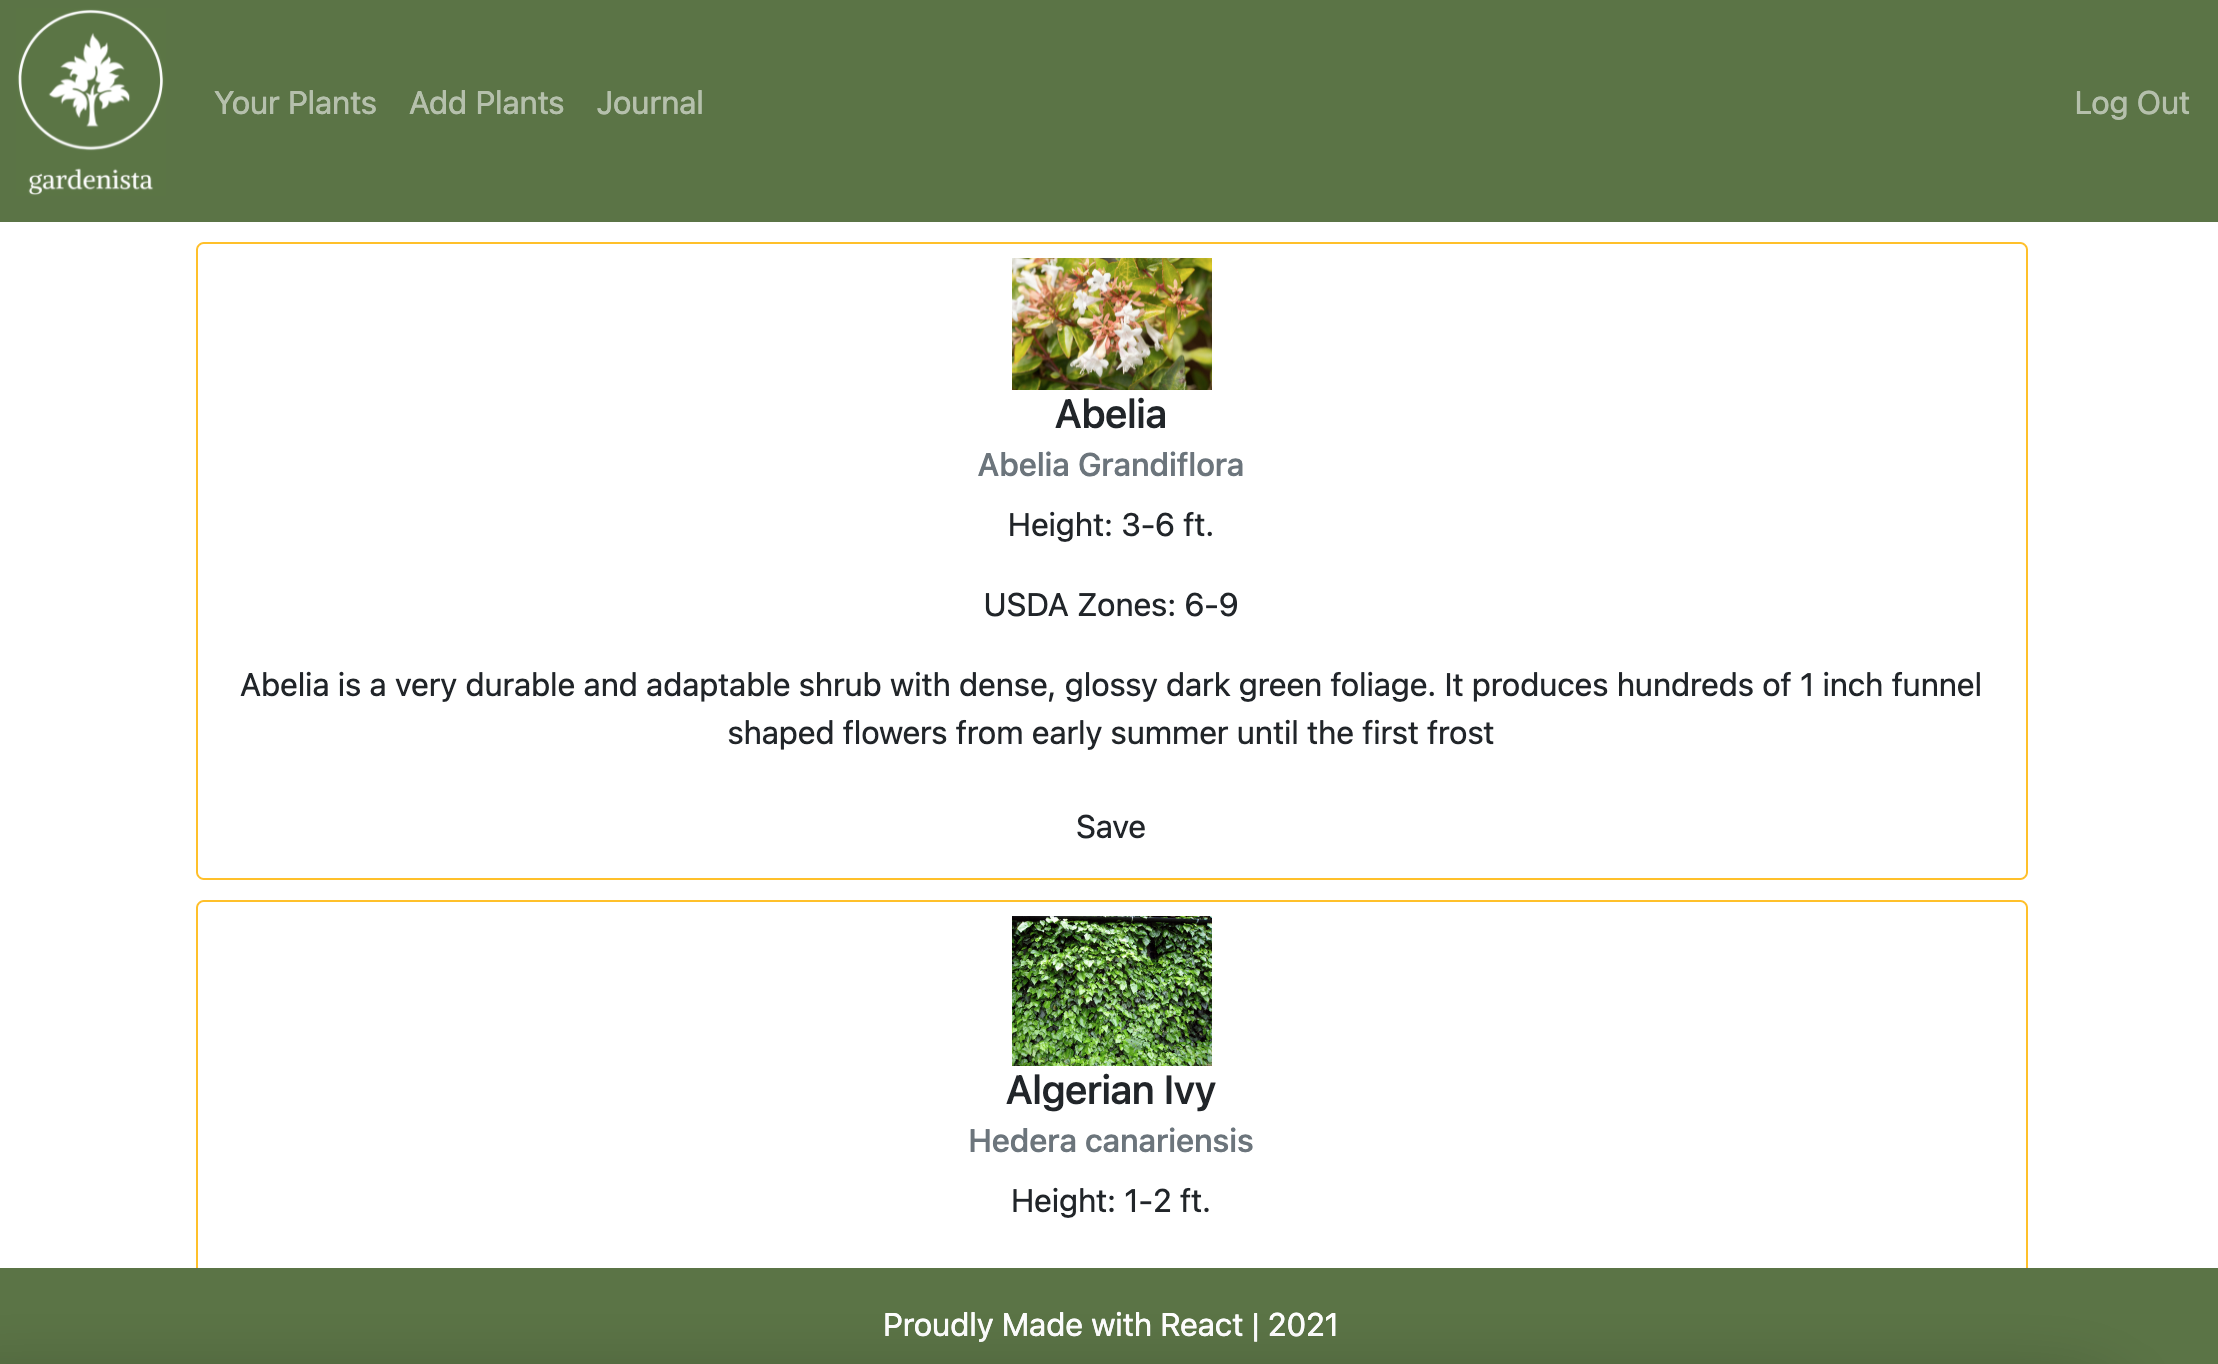 gardenista
Your Plants
Add Plants
Journal
Log Out
Abelia
Abelia Grandiflora
Height: 3-6 ft.
USDA Zones: 6-9
Abelia is a very durable and adaptable shrub with dense, glossy dark green foliage. It produces hundreds of 1 inch funnel
shaped flowers from early summer until the first frost
Save
Algerian Ivy
Hedera canariensis
Height: 1-2 ft.
Proudly Made with React | 2021